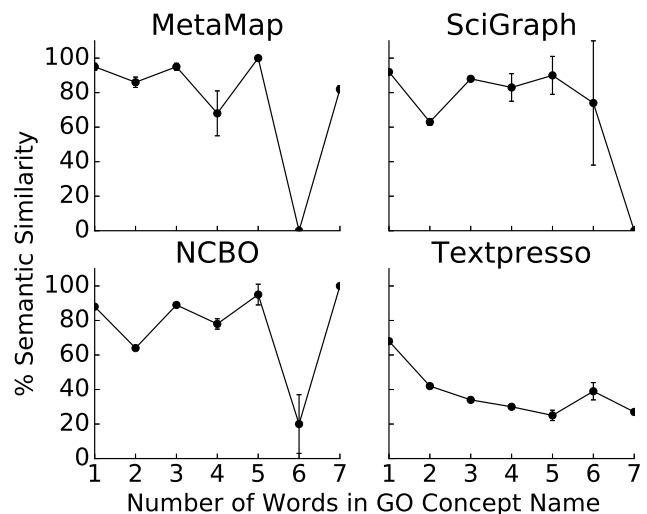 MetaMap
SciGraph
100
80
60
40
20
0
% Semantic Similarity
NCBO
Textpresso
100
80
60
40
20
0
1 2 3 4 5 6 7
1 2 3 4 5 6 7
Number of Words in GO Concept Name